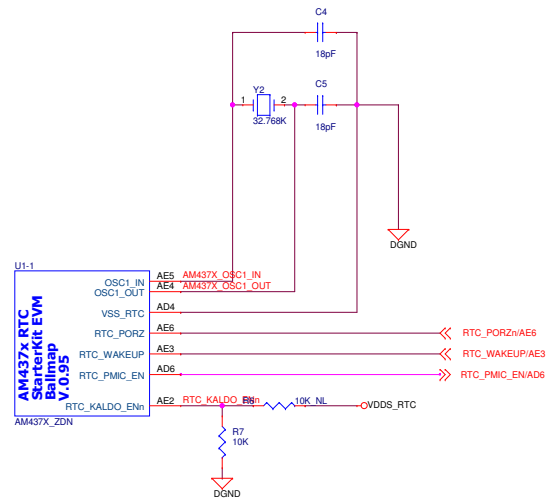 C4
18pF
Y2
C5
1
2
32.768K
18pF
DGND
U1-1
AM437x RTC
StarterKit EVM
Ballmap
V.0.95
OSC1_IN
AE5
AM437X_OSC1_IN
OSC1_OUT
AE4
AM437X_OSC1_OUT
VSS_RTC
AD4
RTC_PORZ
AE6
RTC_PORZn/AE6
RTC_WAKEUP
AE3
RTC_WAKEUP/AE3
RTC_PMIC_EN
AD6
RTC_PMIC_EN/AD6
RTC_KALDO_ENn
AE2
RTC_KALDO_ENn
R6
10K_NL
VDDS_RTC
AM437X_ZDN
R7
10K
DGND